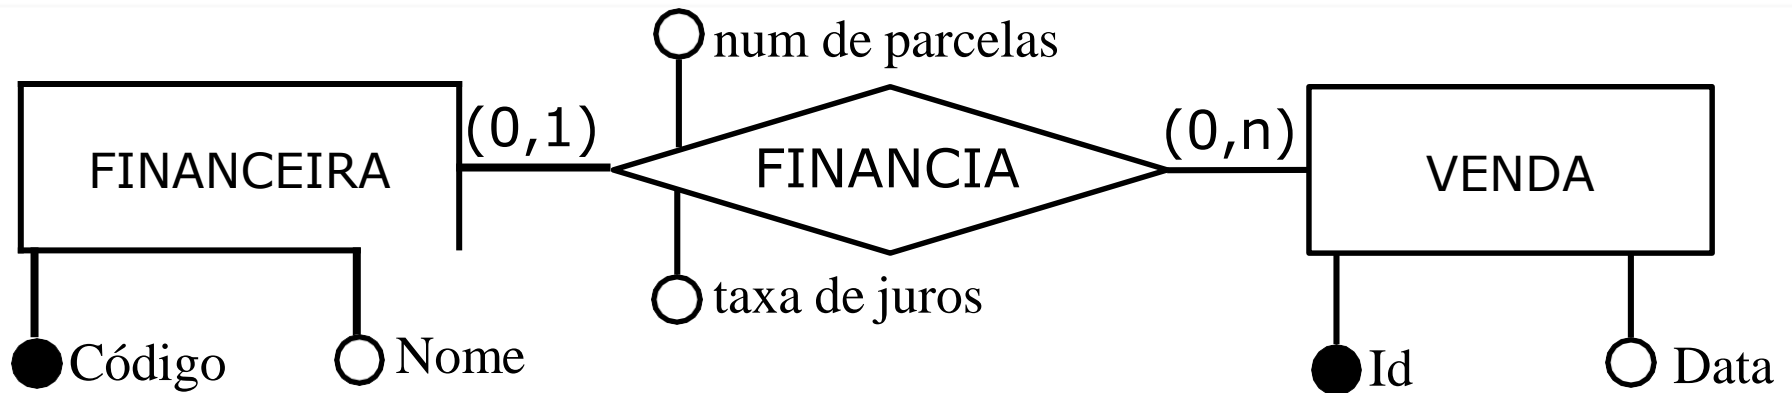 num de parcelas
(0,1)
(0,n)
FINANCEIRA
FINANCIA
VENDA
taxa de juros
Código
Nome
Id
Data